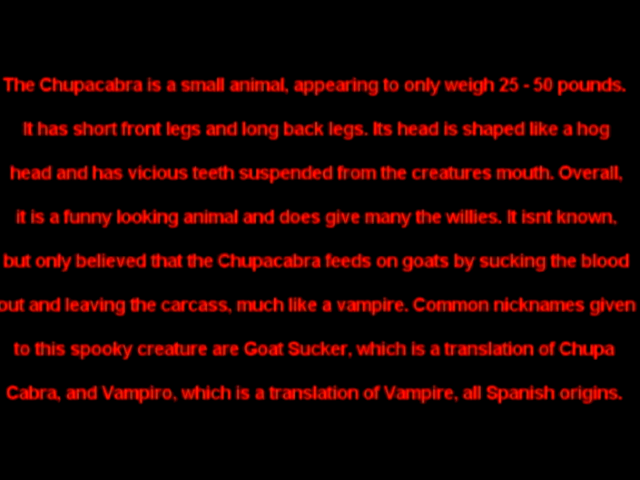 The Chupacabra is a small animal, appearing to only weigh 25 - 50 pounds.
It has short front legs and long back legs. Its head is shaped like a hog
head and has vicious teeth suspended from the creatures mouth. Overall,
it is a funny looking animal and does give many the willies. It isnt known,
but only believed that the Chupacabra feeds on goats by sucking the blood
out and leaving the carcass, much like a vampire. Common nicknames given
to this spooky creature are Goat Sucker, which is a translation of Chupa
Cabra, and Vampiro, which is a translation of Vampire, all Spanish origins.